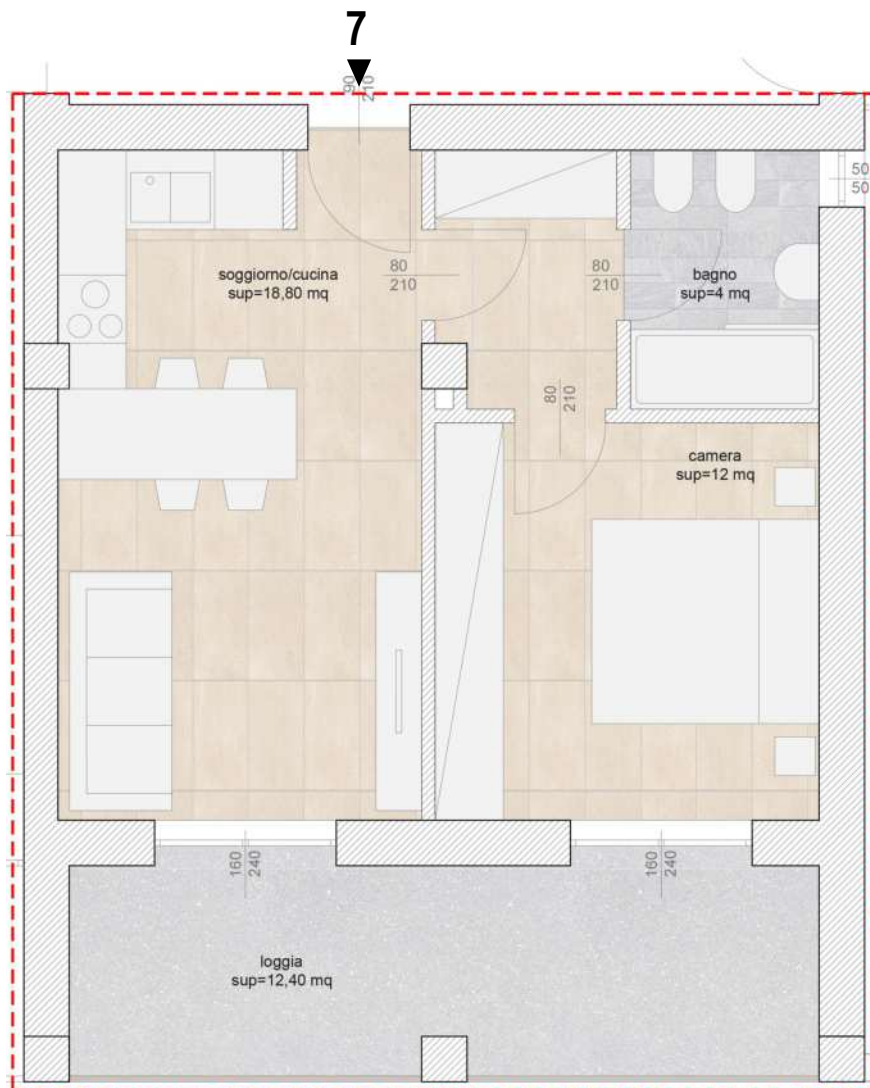 7
90
210
50
50
soggiorno/cucina
sup=18,80 mq
80
210
80
210
bagno
sup=4 mq
80
210
camera
sup=12 mq
160
240
160
240
loggia
sup=12,40 mq